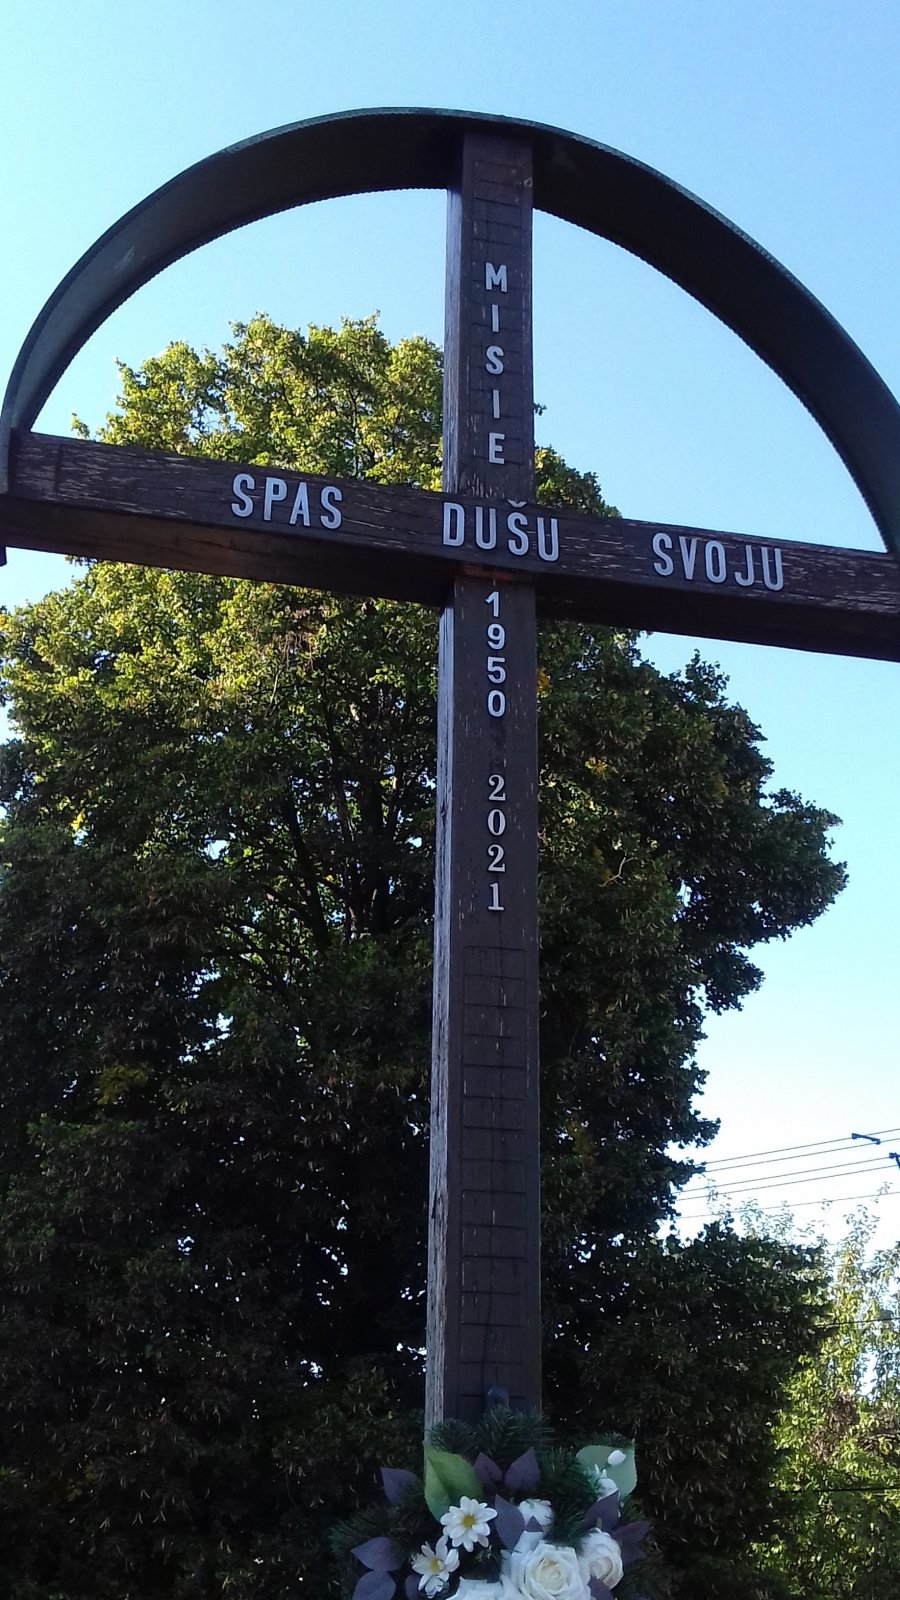 MISIE
SPAS DUŠU SVOJU
1950
2021